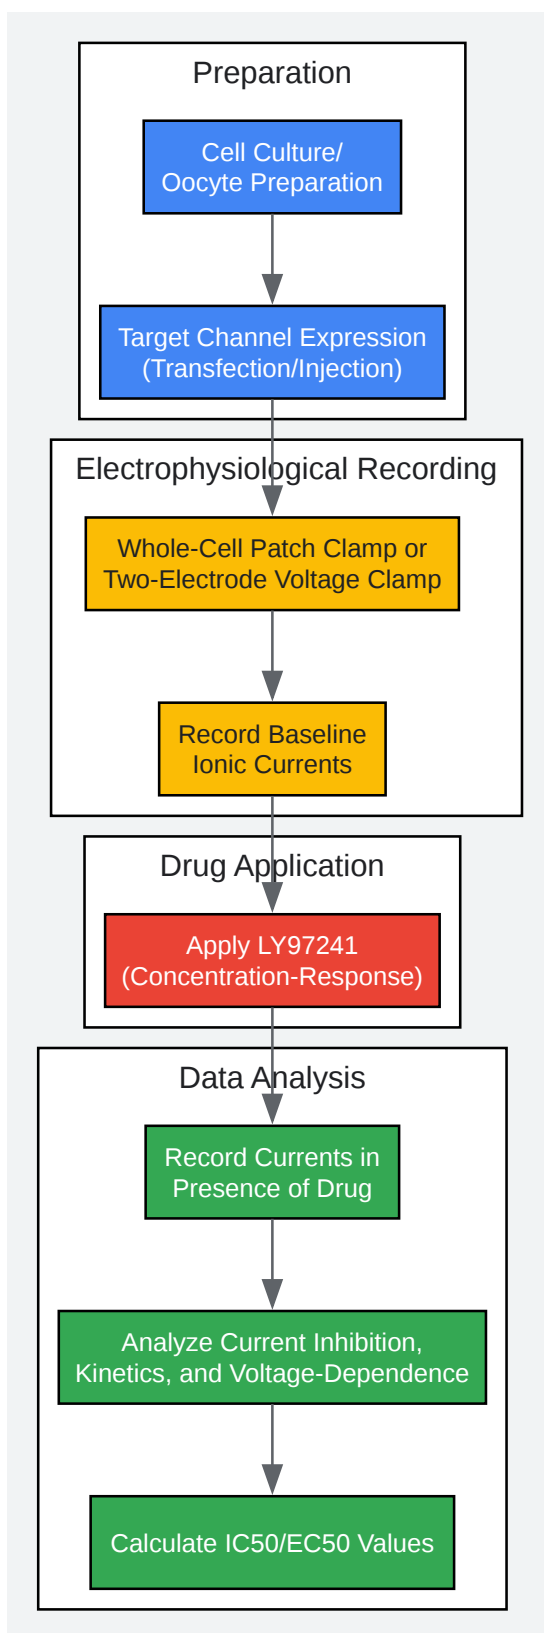 Preparation
Cell Culture/
Oocyte Preparation
Target Channel Expression
(Transfection/Injection)
Electrophysiological Recording
Whole-Cell Patch Clamp or
Two-Electrode Voltage Clamp
Record Baseline
Ionic Currents
Drug Application
Apply LY97241
(Concentration-Response)
Data Analysis
Record Currents in
Presence of Drug
Analyze Current Inhibition,
Kinetics, and Voltage-Dependence
Calculate IC50/EC50 Values